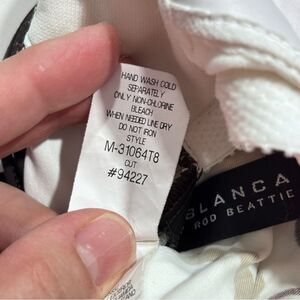 HAND WASH COLD
SEPARATELY
ONLY NON-CHLORINE
BLEACH
WHEN NEEDED LINE DRY
DO NOT IRON
STYLE
M-31064T8
CUT
#94227
BLANCA
ROD BEATTIE